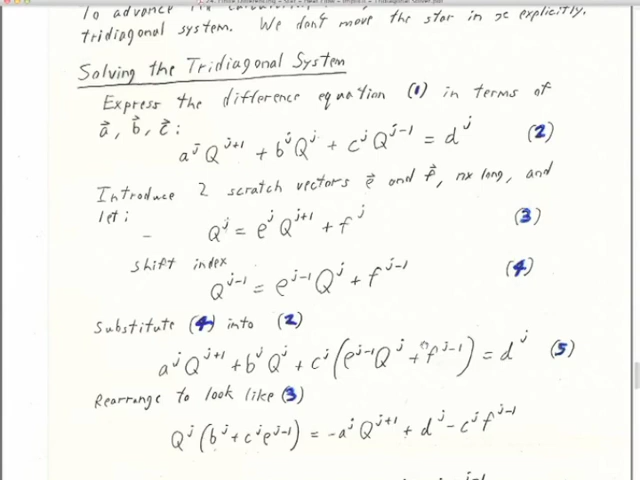 To advance
tridiagonal system. We don't move the star in x explicitly.
Solving the Tridiagonal System
Express the difference equation (1) in terms of
a⃗, b⃗, c⃗:
a^j Q^{j+1} + b^j Q^j + c^j Q^{j-1} = d^j (2)
Introduce 2 scratch vectors e⃗ and f⃗, nx long, and
let:
Q^j = e^j Q^{j+1} + f^j (3)
shift index
Q^{j-1} = e^{j-1} Q^j + f^{j-1} (4)
Substitute (4) into (2)
a^j Q^{j+1} + b^j Q^j + c^j (e^{j-1} Q^j + f^{j-1}) = d^j (5)
Rearrange to look like (3)
Q^j (b^j + c^j e^{j-1}) = -a^j Q^{j+1} + d^j - c^j f^{j-1}